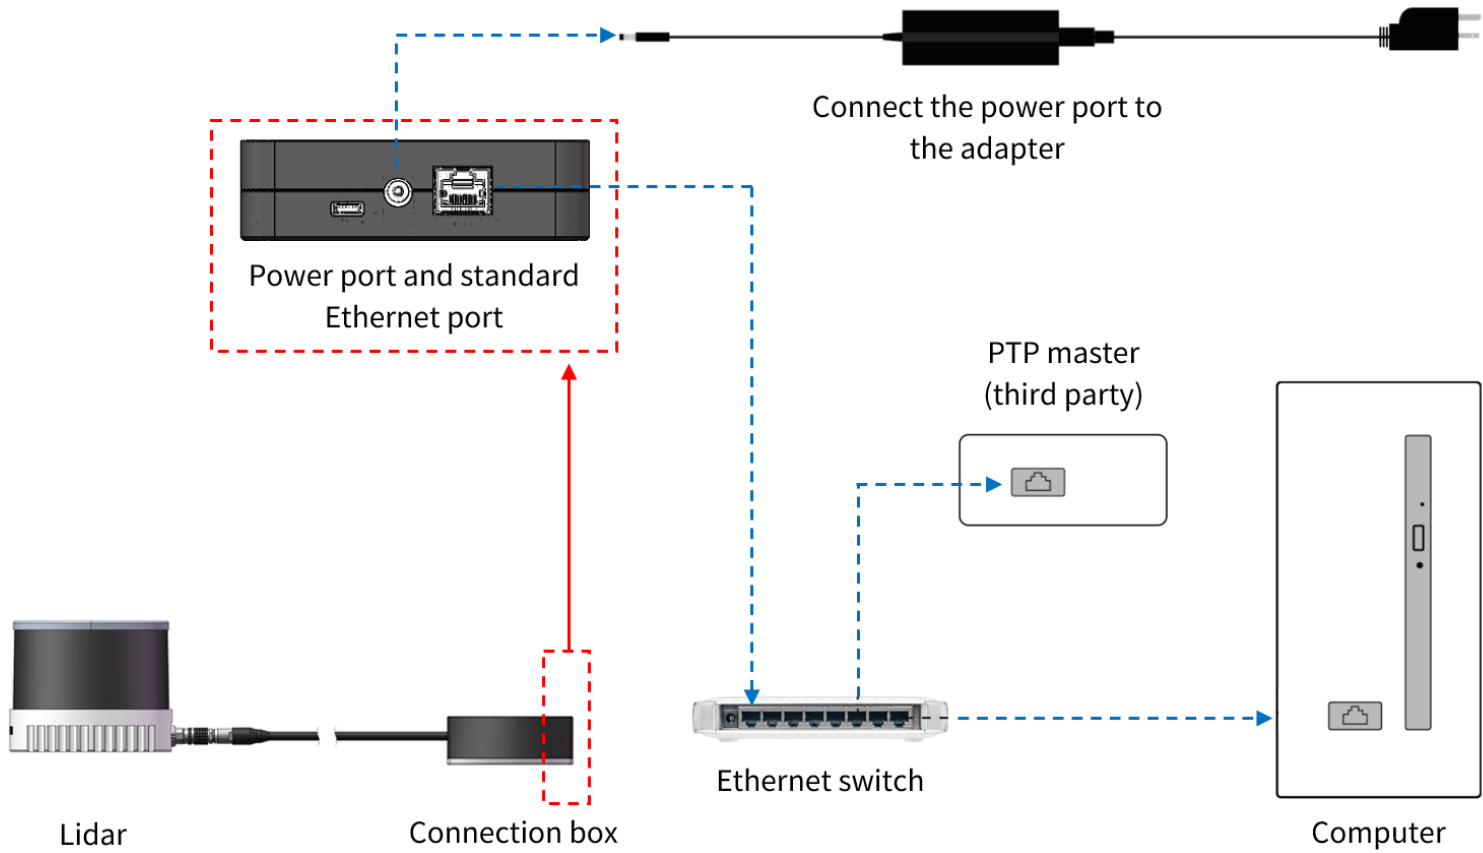 Connect the power port to
the adapter
Power port and standard
Ethernet port
PTP master
(third party)
Ethernet switch
Lidar
Connection box
Computer